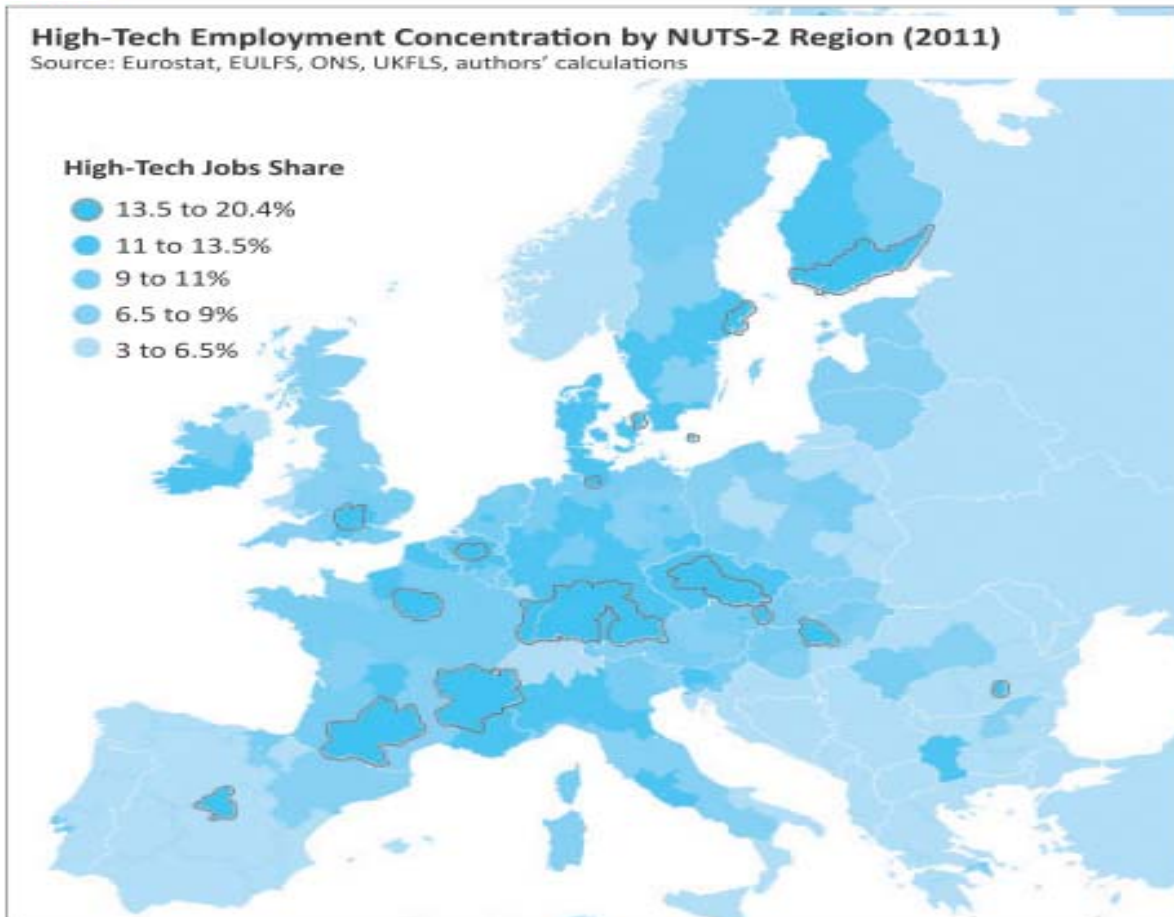 High-Tech Employment Concentration by NUTS-2 Region (2011)
Source: Eurostat, EULFS, ONS, UKFLS, authors' calculations
High-Tech Jobs Share
13.5 to 20.4%
11 to 13.5%
9 to 11%
6.5 to 9%
3 to 6.5%